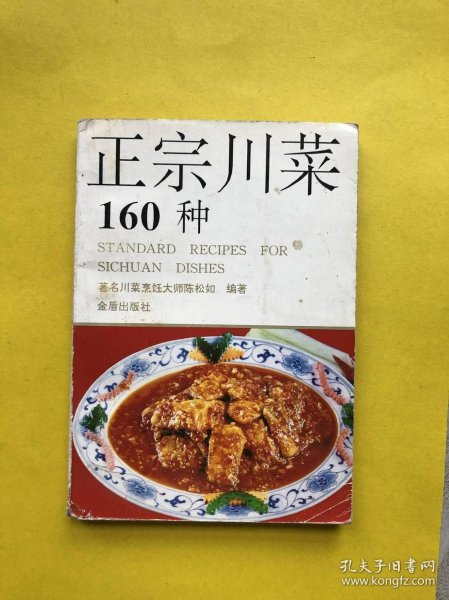 正宗川菜
160 种
STANDARD RECIPES FOR
SICHUAN DISHES
著名川菜烹饪大师陈松如 编著
金盾出版社
孔夫子旧书网
www.kongfz.com